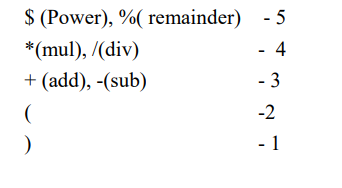 $ (Power), %( remainder) - 5
*(mul), /(div) - 4
+ (add), -(sub) - 3
( -2
) - 1